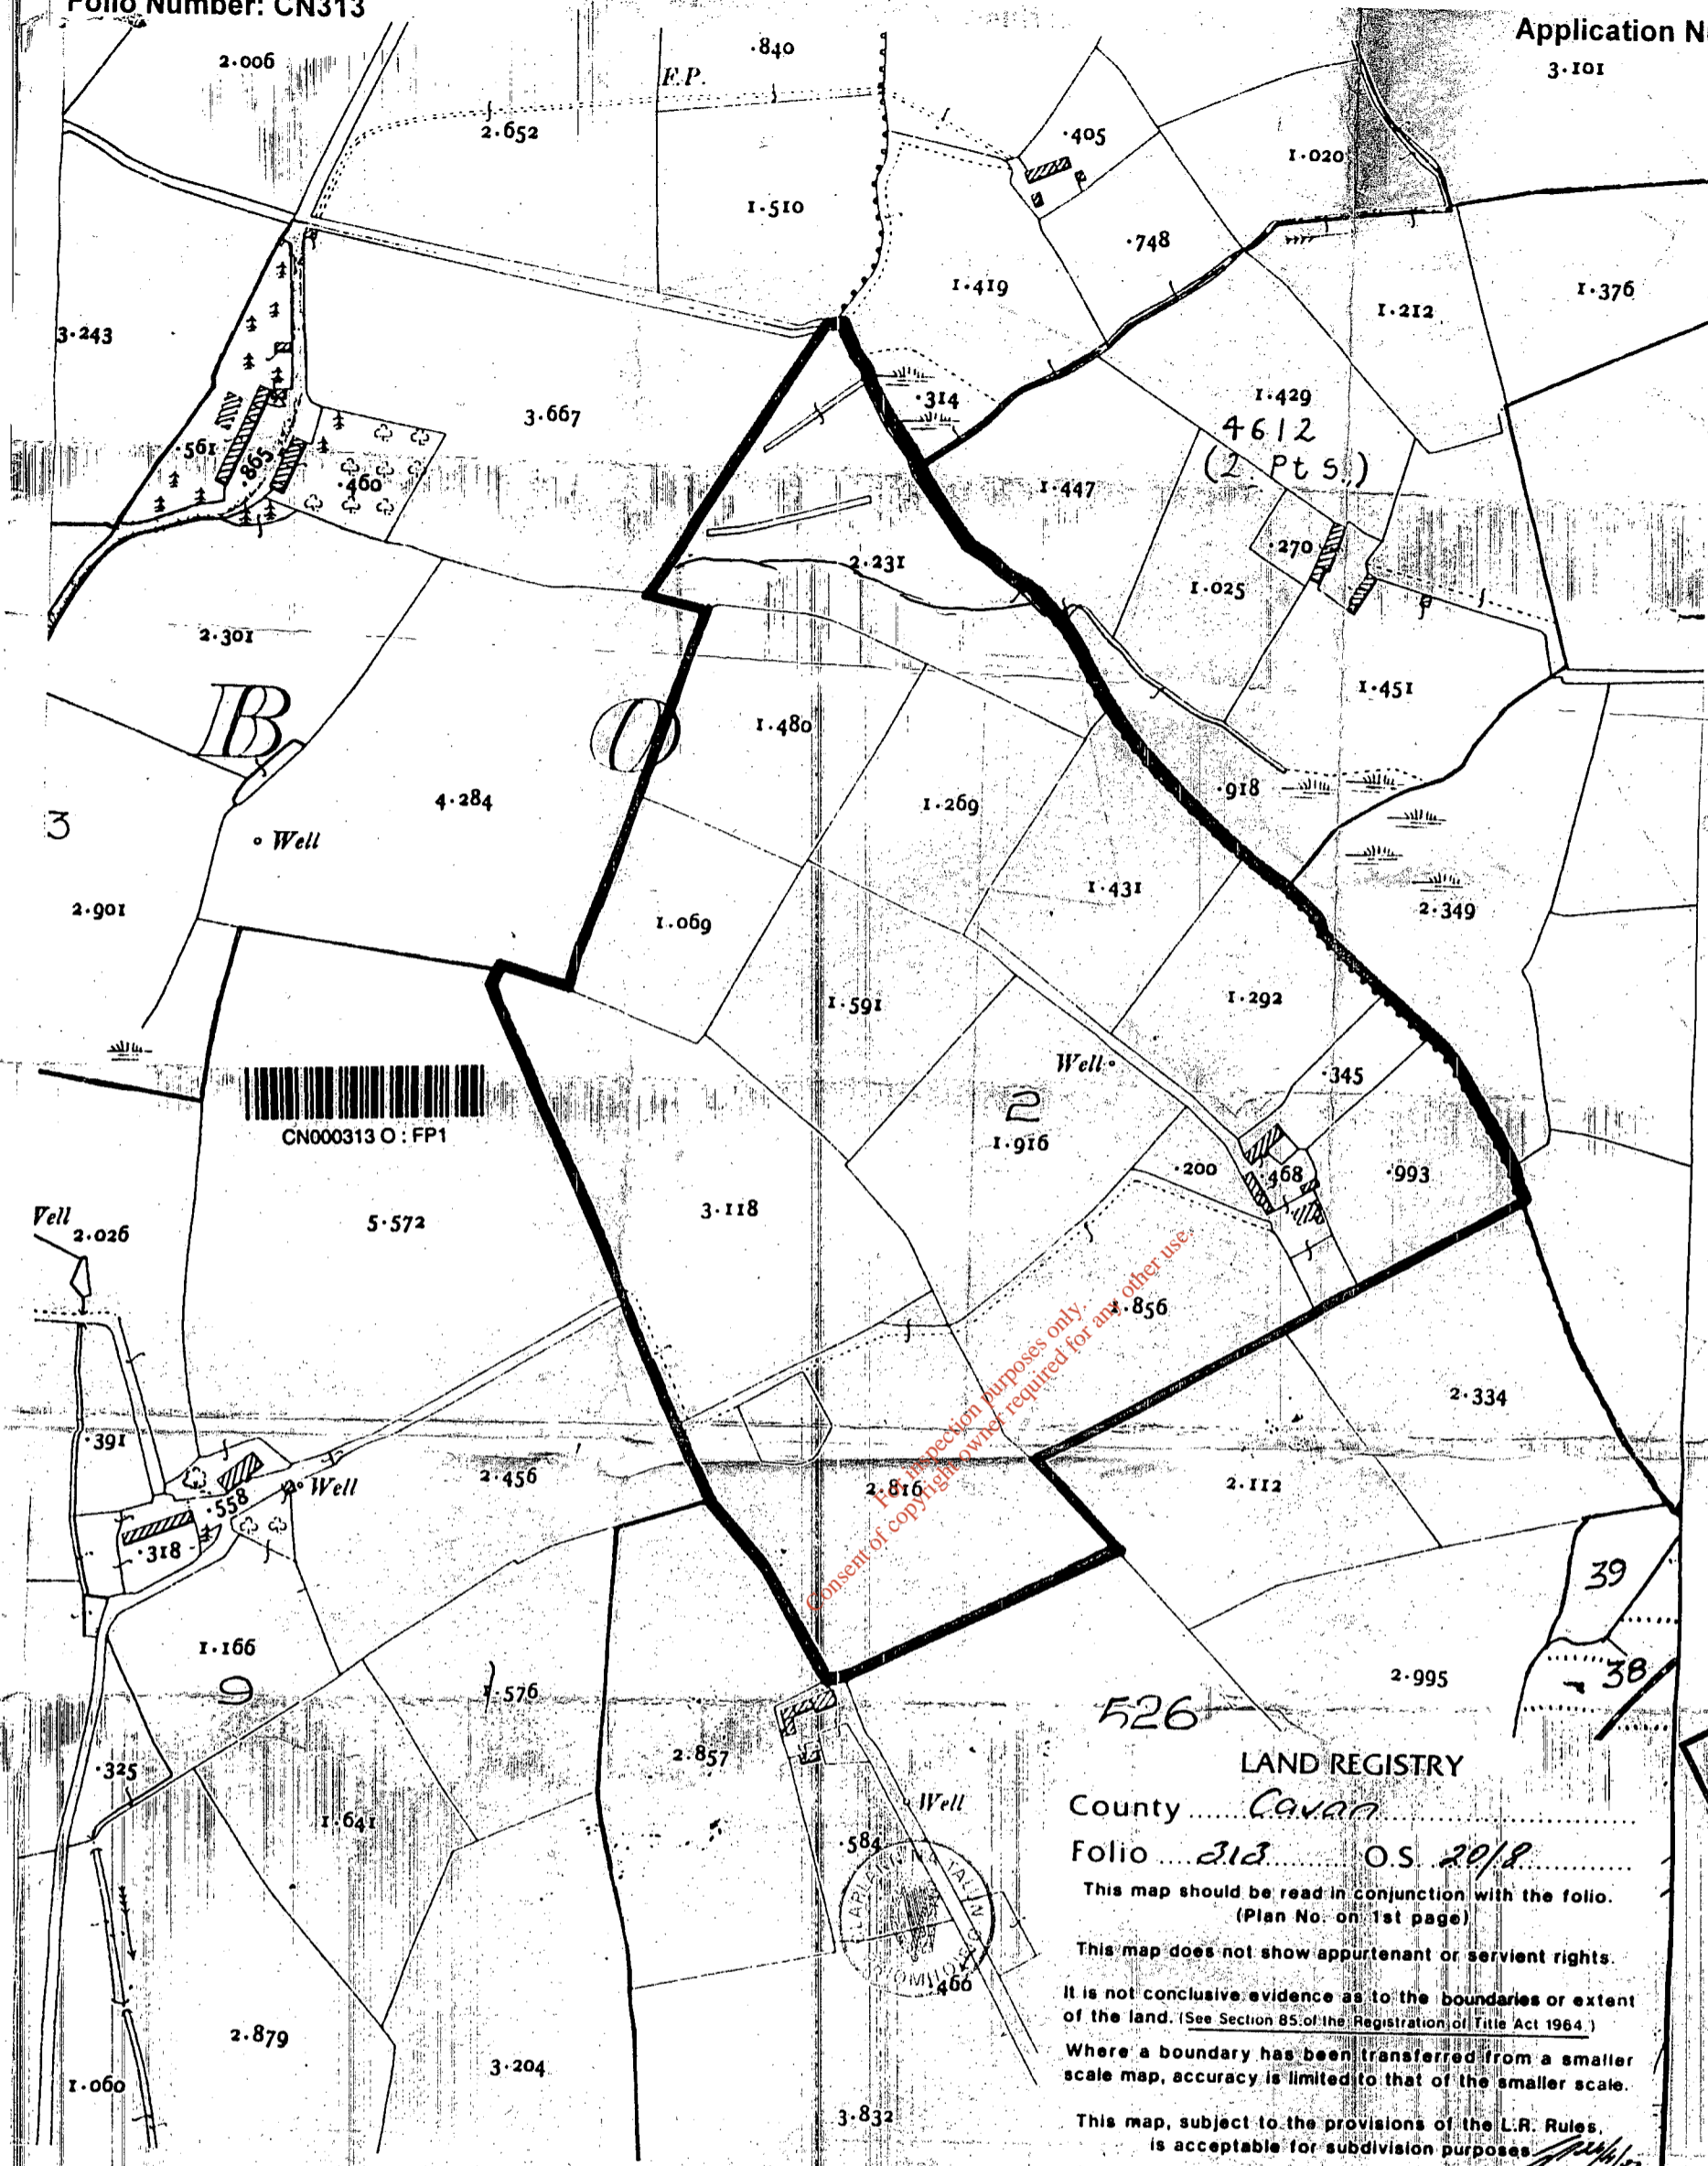 Folio Number: CN313
Application N
2.006
.840
3.101
F.P.
2.652
.405
1.020
1.510
.748
1.419
1.376
3.243
1.212
3.667
.314
1.429
4612
(2 Pts.)
.561
.865
.460
1.447
.270
2.231
1.025
2.301
B
O
1.480
1.451
4.284
1.269
.918
3
Well
1.431
2.349
2.901
1.069
1.591
1.292
Well
.345
CN000313 O : FP1
2
1.916
.200
.468
.993
3.118
5.572
Well
2.026
1.856
For inspection purposes only.
Consent of copyright owner required for any other use.
2.334
.391
2.456
2.816
2.112
Well
.558
.318
39
1.166
9
1.576
2.995
38
526
2.857
.325
LAND REGISTRY
County ...... Cavan
Well
1.641
.584
Folio .... 313 ....... O.S. 20/8
This map should be read in conjunction with the folio.
(Plan No. on 1st page)
This map does not show appurtenant or servient rights.
.466
It is not conclusive evidence as to the boundaries or extent
of the land. (See Section 85 of the Registration of Title Act 1964.)
2.879
3.204
Where a boundary has been transferred from a smaller
scale map, accuracy is limited to that of the smaller scale.
1.060
3.832
This map, subject to the provisions of the L.R. Rules,
is acceptable for subdivision purposes